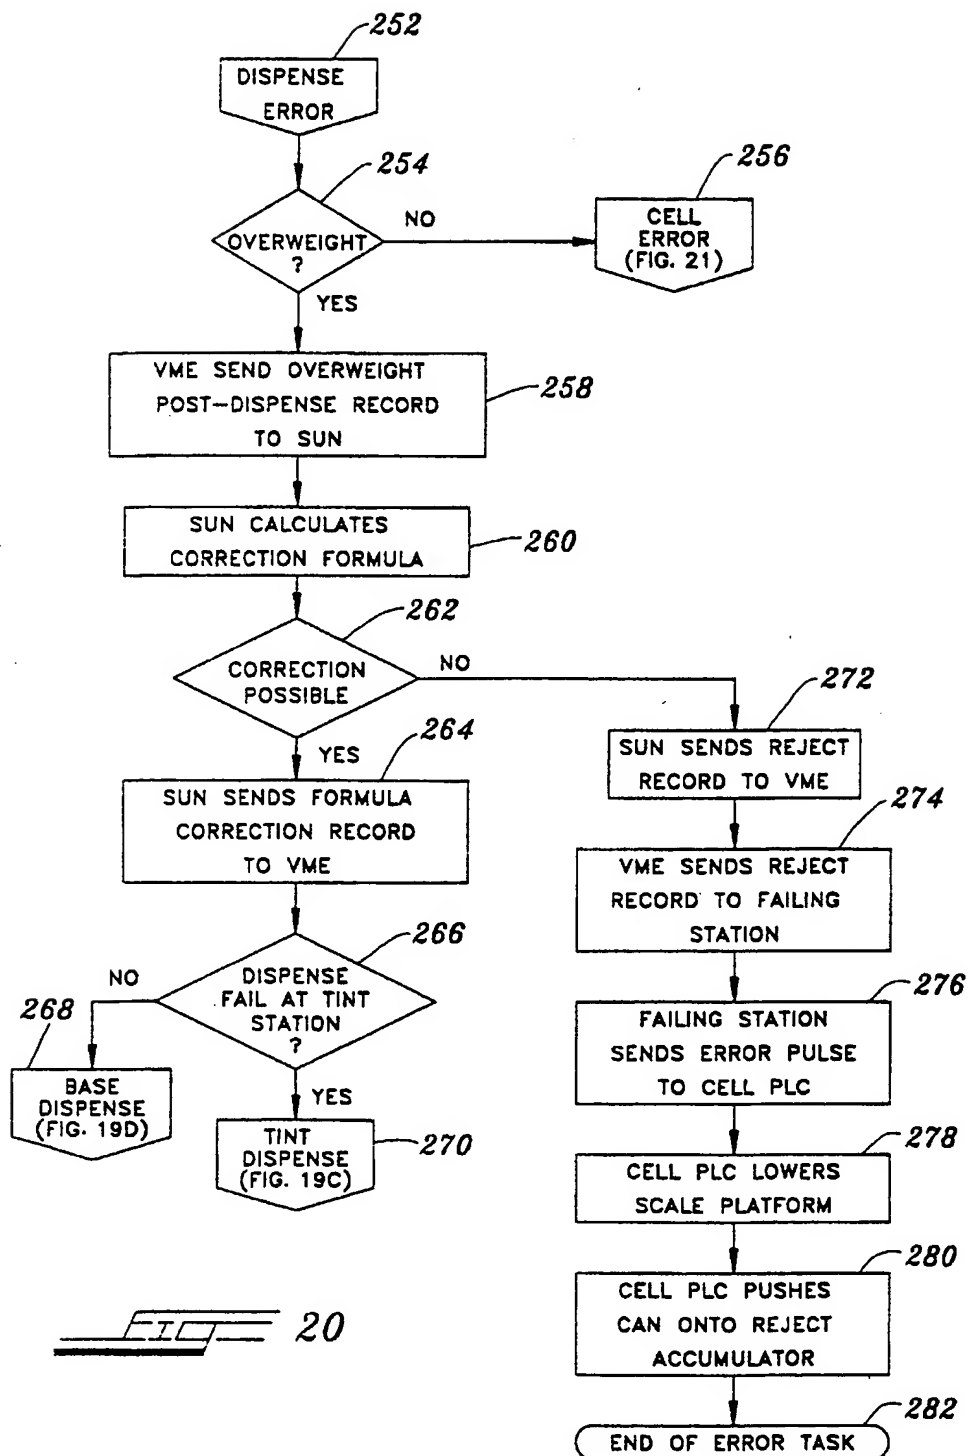 252
DISPENSE
ERROR
254
OVERWEIGHT
?
NO
YES
256
CELL
ERROR
(FIG. 21)
VME SEND OVERWEIGHT
POST-DISPENSE RECORD
TO SUN
258
SUN CALCULATES
CORRECTION FORMULA
260
262
CORRECTION
POSSIBLE
NO
YES
264
SUN SENDS FORMULA
CORRECTION RECORD
TO VME
266
DISPENSE
FAIL AT TINT
STATION
?
NO
YES
268
BASE
DISPENSE
(FIG. 19D)
TINT
DISPENSE
(FIG. 19C)
270
272
SUN SENDS REJECT
RECORD TO VME
274
VME SENDS REJECT
RECORD TO FAILING
STATION
276
FAILING STATION
SENDS ERROR PULSE
TO CELL PLC
278
CELL PLC LOWERS
SCALE PLATFORM
280
CELL PLC PUSHES
CAN ONTO REJECT
ACCUMULATOR
282
END OF ERROR TASK
FIG 20